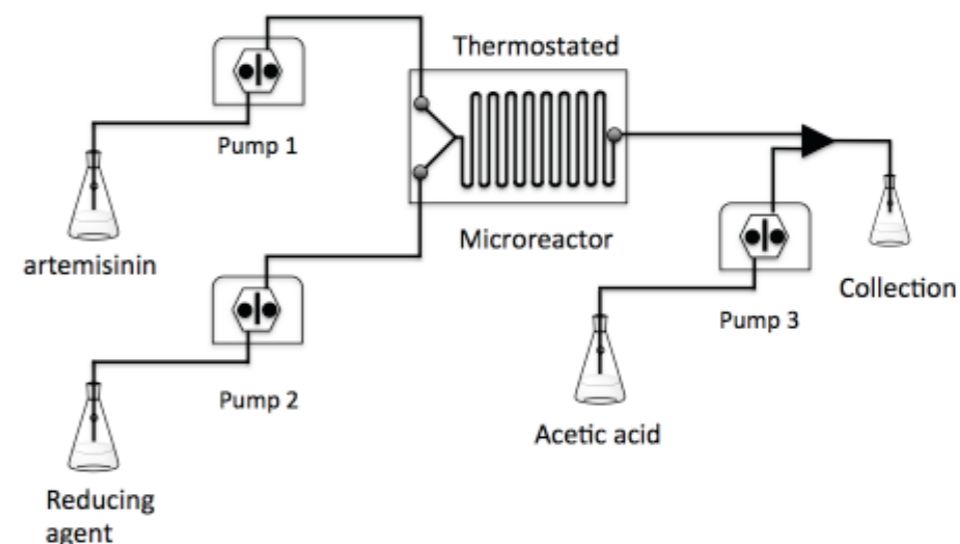 Thermostated
Pump 1
artemisinin
Microreactor
Collection
Pump 3
Pump 2
Acetic acid
Reducing
agent